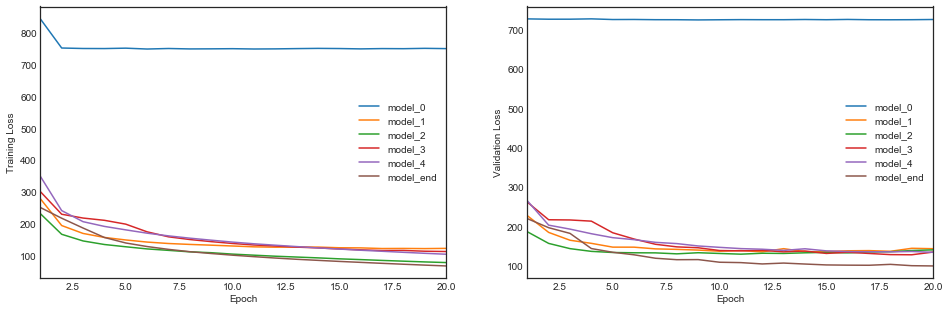 Training Loss
800
700
600
500
400
300
200
100
model_0
model_1
model_2
model_3
model_4
model_end
2.5 5.0 7.5 10.0 12.5 15.0 17.5 20.0
Epoch
Validation Loss
700
600
500
400
300
200
100
model_0
model_1
model_2
model_3
model_4
model_end
2.5 5.0 7.5 10.0 12.5 15.0 17.5 20.0
Epoch